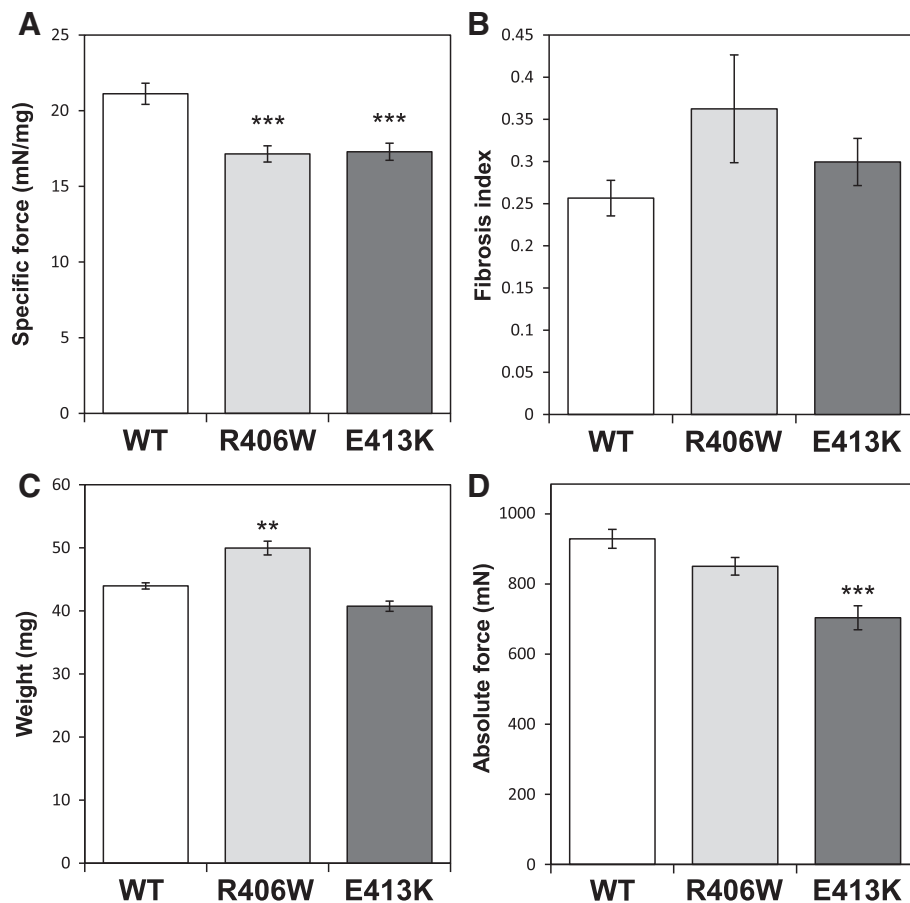 A
Specific force (mN/mg)
25
20
15
10
5
0
***
***
WT R406W E413K
B
Fibrosis index
0.45
0.4
0.35
0.3
0.25
0.2
0.15
0.1
0.05
0
WT R406W E413K
C
Weight (mg)
60
50
40
30
20
10
0
**
WT R406W E413K
D
Absolute force (mN)
1000
800
600
400
200
0
***
WT R406W E413K